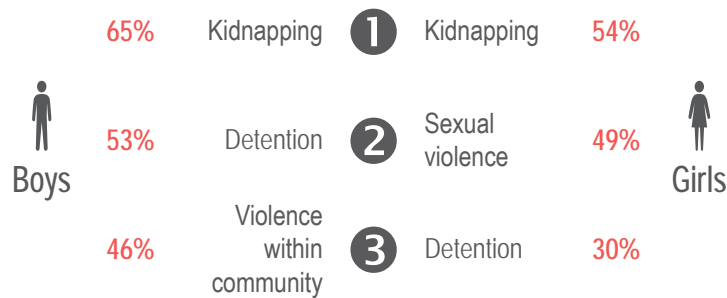 65% Kidnapping 1 Kidnapping 54%
Boys
53% Detention 2 Sexual
violence 49%
Girls
46% Violence
within
community 3 Detention 30%